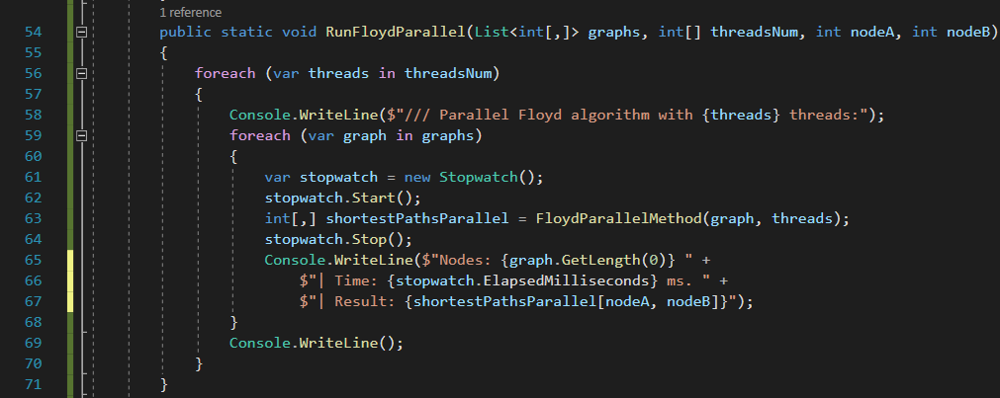 1 reference
54 public static void RunFloydParallel(List<int[,]> graphs, int[] threadsNum, int nodeA, int nodeB)
55 {
56 foreach (var threads in threadsNum)
57 {
58 Console.WriteLine($"/// Parallel Floyd algorithm with {threads} threads:");
59 foreach (var graph in graphs)
60 {
61 var stopwatch = new Stopwatch();
62 stopwatch.Start();
63 int[,] shortestPathsParallel = FloydParallelMethod(graph, threads);
64 stopwatch.Stop();
65 Console.WriteLine($"Nodes: {graph.GetLength(0)} " +
66 $"| Time: {stopwatch.ElapsedMilliseconds} ms. " +
67 $"| Result: {shortestPathsParallel[nodeA, nodeB]}");
68 }
69 Console.WriteLine();
70 }
71 }